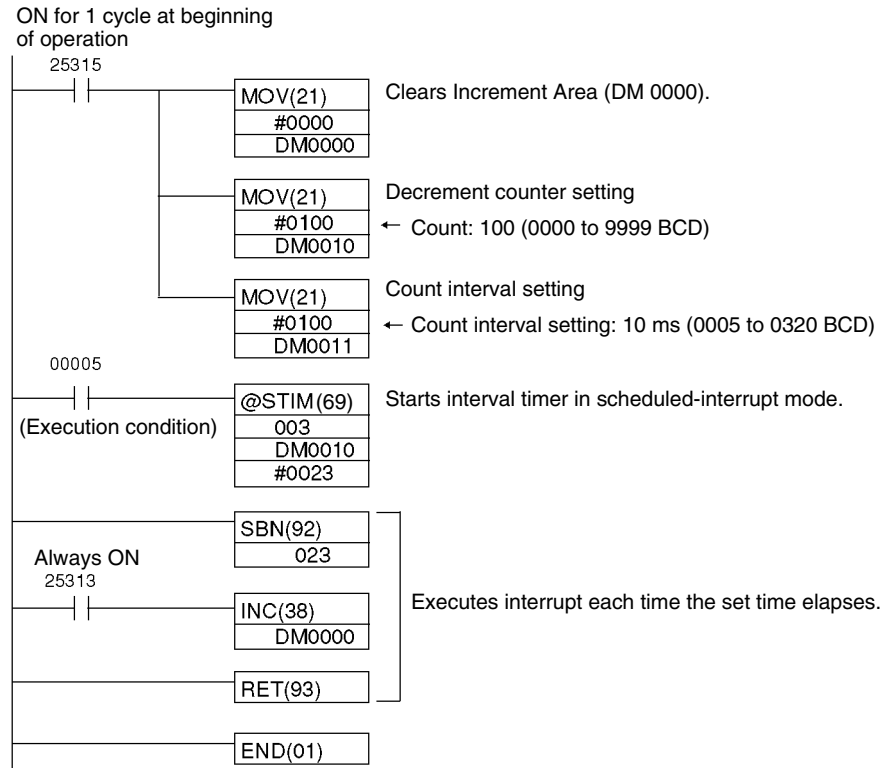 ON for 1 cycle at beginning
of operation
25315
MOV(21)
#0000
DM0000
Clears Increment Area (DM 0000).
MOV(21)
#0100
DM0010
Decrement counter setting
← Count: 100 (0000 to 9999 BCD)
MOV(21)
#0100
DM0011
Count interval setting
← Count interval setting: 10 ms (0005 to 0320 BCD)
00005
(Execution condition)
@STIM(69)
003
DM0010
#0023
Starts interval timer in scheduled-interrupt mode.
SBN(92)
023
Always ON
25313
INC(38)
DM0000
Executes interrupt each time the set time elapses.
RET(93)
END(01)